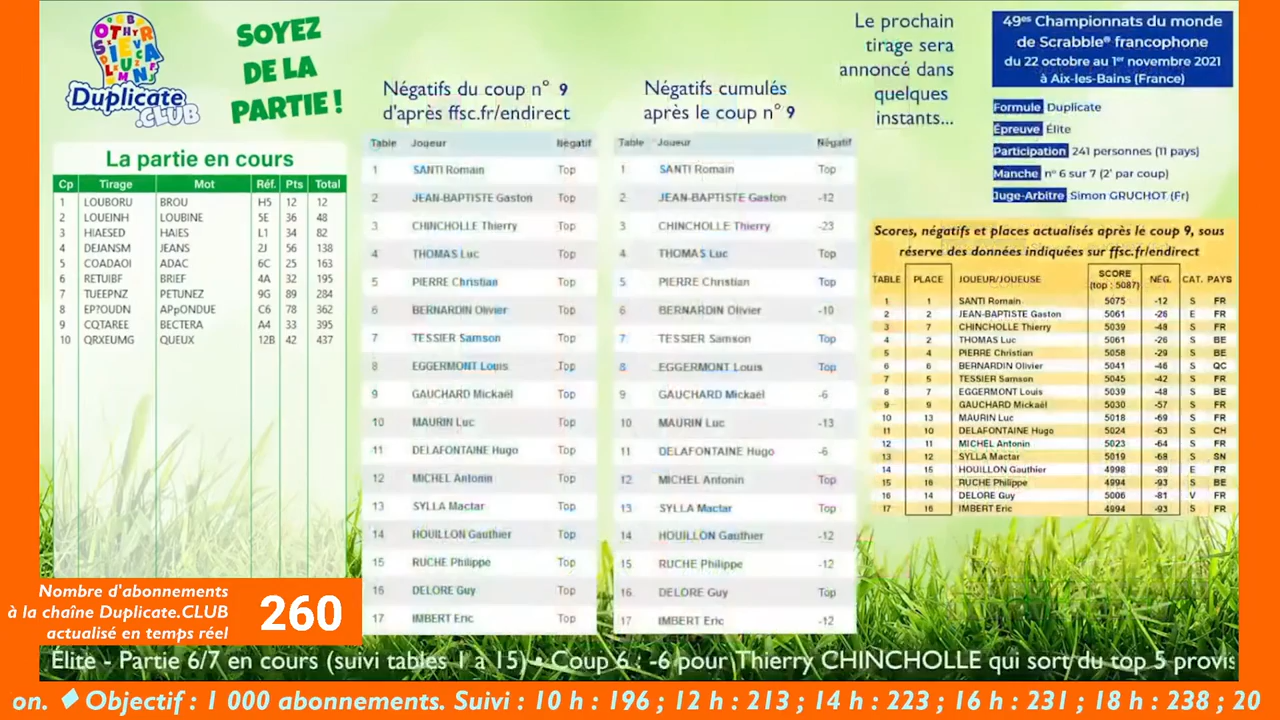 Duplicate
.CLUB
SOYEZ
DE LA
PARTIE !
La partie en cours
Cp Tirage Mot Réf. Pts Total
1 LOUBORU BROU H5 12 12
2 LOUEINH LOUBINE 5E 36 48
3 HIAESED HAIES L1 34 82
4 DEJANSM JEANS 2J 56 138
5 COADAOI ADAC 6C 25 163
6 RETUIBF BRIEF 4A 32 195
7 TUEEPNZ PETUNEZ 9G 89 284
8 EP?OUDN APpONDUE C6 78 362
9 CQTAREE BECTERA A4 33 395
10 QRXEUMG QUEUX 12B 42 437
Négatifs du coup n° 9
d'après ffsc.fr/endirect
Table Joueur Négatif
1 SANTI Romain Top
2 JEAN-BAPTISTE Gaston Top
3 CHINCHOLLE Thierry Top
4 THOMAS Luc Top
5 PIERRE Christian Top
6 BERNARDIN Olivier Top
7 TESSIER Samson Top
8 EGGERMONT Louis Top
9 GAUCHARD Mickaël Top
10 MAURIN Luc Top
11 DELAFONTAINE Hugo Top
12 MICHEL Antonin Top
13 SYLLA Mactar Top
14 HOUILLON Gauthier Top
15 RUCHE Philippe Top
16 DELORE Guy Top
17 IMBERT Eric Top
Négatifs cumulés
après le coup n° 9
Table Joueur Négatif
1 SANTI Romain Top
2 JEAN-BAPTISTE Gaston -12
3 CHINCHOLLE Thierry -23
4 THOMAS Luc Top
5 PIERRE Christian Top
6 BERNARDIN Olivier -10
7 TESSIER Samson Top
8 EGGERMONT Louis Top
9 GAUCHARD Mickaël -6
10 MAURIN Luc -13
11 DELAFONTAINE Hugo -6
12 MICHEL Antonin Top
13 SYLLA Mactar Top
14 HOUILLON Gauthier -12
15 RUCHE Philippe -12
16 DELORE Guy Top
17 IMBERT Eric -12
Le prochain
tirage sera
annoncé dans
quelques
instants...
49es Championnats du monde
de Scrabble® francophone
du 22 octobre au 1er novembre 2021
à Aix-les-Bains (France)
Formule Duplicate
Épreuve Élite
Participation 241 personnes (11 pays)
Manche n° 6 sur 7 (2' par coup)
Juge-Arbitre Simon GRUCHOT (Fr)
Scores, négatifs et places actualisés après le coup 9, sous
réserve des données indiquées sur ffsc.fr/endirect
TABLE PLACE JOUEUR/JOUEUSE SCORE (top : 5087) NÉG. CAT. PAYS
1 1 SANTI Romain 5075 -12 S FR
2 2 JEAN-BAPTISTE Gaston 5061 -26 E FR
3 7 CHINCHOLLE Thierry 5039 -48 S FR
4 2 THOMAS Luc 5061 -26 S BE
5 4 PIERRE Christian 5058 -29 S BE
6 6 BERNARDIN Olivier 5041 -46 S QC
7 5 TESSIER Samson 5045 -42 S FR
8 7 EGGERMONT Louis 5039 -48 S BE
9 9 GAUCHARD Mickaël 5030 -57 S FR
10 13 MAURIN Luc 5018 -69 S FR
11 10 DELAFONTAINE Hugo 5024 -63 S CH
12 11 MICHEL Antonin 5023 -64 S FR
13 12 SYLLA Mactar 5019 -68 S SN
14 15 HOUILLON Gauthier 4998 -89 E FR
15 16 RUCHE Philippe 4994 -93 S BE
16 14 DELORE Guy 5006 -81 V FR
17 16 IMBERT Eric 4994 -93 S FR
Nombre d'abonnements
à la chaîne Duplicate.CLUB
actualisé en temps réel
260
Élite - Partie 6/7 en cours (suivi tables 1 à 15) • Coup 6 : -6 pour Thierry CHINCHOLLE qui sort du top 5 provis
on. ♦ Objectif : 1 000 abonnements. Suivi : 10 h : 196 ; 12 h : 213 ; 14 h : 223 ; 16 h : 231 ; 18 h : 238 ; 20